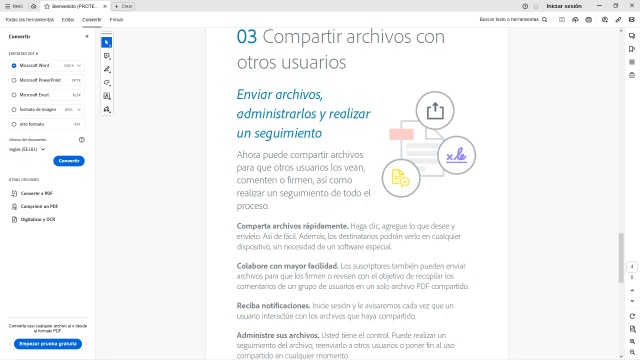 Menú
Bienvenido (PROTE...
+ Crear
Iniciar sesión
Todas las herramientas Editar Convertir Firmar
Buscar texto o herramientas
Convertir
EXPORTAR PDF A
Microsoft Word DOCX
Microsoft PowerPoint PPTX
Microsoft Excel XLSX
formato de imagen JPEG
otro formato TXT
Idioma del documento:
Inglés (EE.UU.)
Convertir
OTRAS OPCIONES
Convertir a PDF
Comprimir un PDF
Digitalizar y OCR
Convierta casi cualquier archivo al o desde
el formato PDF.
Empezar prueba gratuita
03 Compartir archivos con
otros usuarios
Enviar archivos,
administrarlos y realizar
un seguimiento
Ahora puede compartir archivos
para que otros usuarios los vean,
comenten o firmen, así como
realizar un seguimiento de todo el
proceso.
Comparta archivos rápidamente. Haga clic, agregue lo que desee y
envíelo. Así de fácil. Además, los destinatarios podrán verlo en cualquier
dispositivo, sin necesidad de un software especial.
Colabore con mayor facilidad. Los suscriptores también pueden enviar
archivos para que los firmen o revisen con el objetivo de recopilar los
comentarios de un grupo de usuarios en un solo archivo PDF compartido.
Reciba notificaciones. Inicie sesión y le avisaremos cada vez que un
usuario interactúe con los archivos que haya compartido.
Administre sus archivos. Usted tiene el control. Puede realizar un
seguimiento del archivo, reenviarlo a otros usuarios o poner fin al uso
compartido en cualquier momento.
4
5